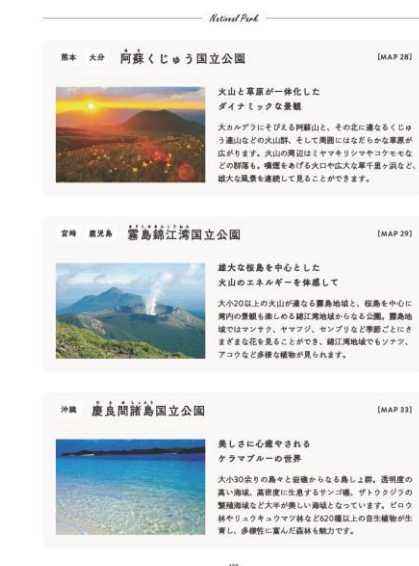 National Park
熊本 大分 阿蘇くじゅう国立公園 [MAP 28]
火山と草原が一体化した
ダイナミックな景観
大カルデラにそびえる阿蘇山と、その北に連なるくじゅ
う連山などの火山群、そして周囲にはなだらかな草原が
広がります。火山の周辺はミヤマキリシマやコケモモな
どの群落も。噴煙をあげる火口や広大な草千里ヶ浜など、
雄大な風景を連続して見ることができます。
宮崎 鹿児島 霧島錦江湾国立公園 [MAP 29]
雄大な桜島を中心とした
火山のエネルギーを体感して
大小20以上の火山が連なる霧島地域と、桜島を中心に
湾内の景観も楽しめる錦江湾地域からなる公園。霧島地
域ではマンサク、ヤマフジ、センブリなど季節ごとにさ
まざまな花を見ることができ、錦江湾地域でもソテツ、
アコウなど多様な植物が見られます。
沖縄 慶良間諸島国立公園 [MAP 33]
美しさに心癒やされる
ケラマブルーの世界
大小30余りの島々と岩礁からなる島しょ群。透明度の
高い海域、高密度に生息するサンゴ礁、ザトウクジラの
繁殖海域など大半が美しい海域となっています。ビロウ
林やリュウキュウマツ林など620種以上の自生植物が生
育し、多様性に富んだ森林も魅力です。